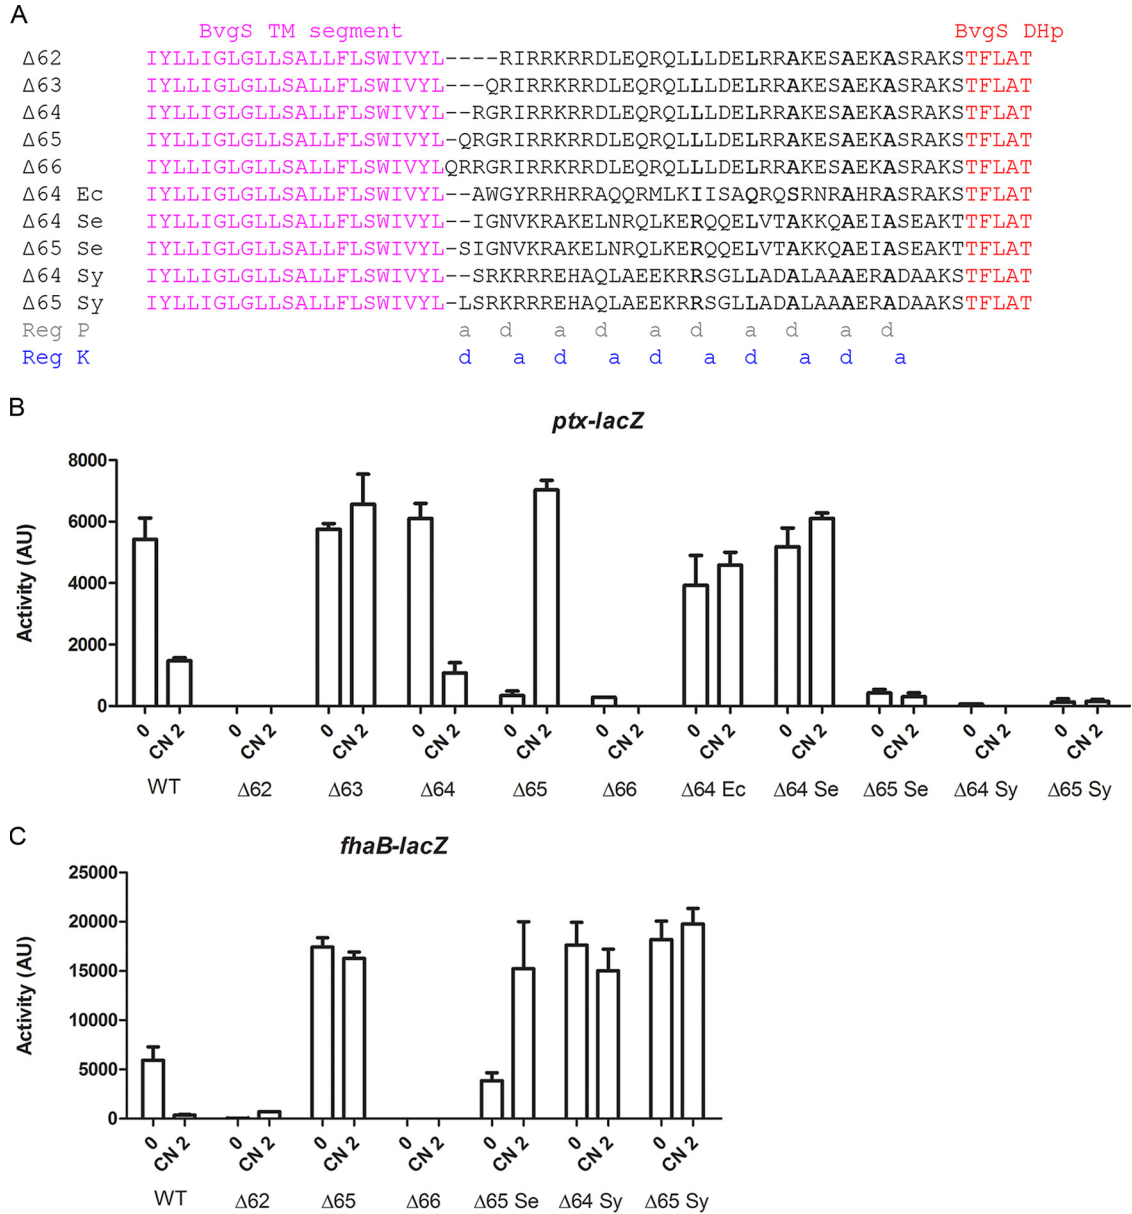 A
BvgS TM segment BvgS DHp
Δ62 IYLLIGLGLLSALLFLSWIVYL----RIRRKRRDLEQRQLLLDELRRAKESAEKASRAKSTFLAT
Δ63 IYLLIGLGLLSALLFLSWIVYL---QRIRRKRRDLEQRQLLLDELRRAKESAEKASRAKSTFLAT
Δ64 IYLLIGLGLLSALLFLSWIVYL--RGRIRRKRRDLEQRQLLLDELRRAKESAEKASRAKSTFLAT
Δ65 IYLLIGLGLLSALLFLSWIVYL-QRGRIRRKRRDLEQRQLLLDELRRAKESAEKASRAKSTFLAT
Δ66 IYLLIGLGLLSALLFLSWIVYLQRRGRIRRKRRDLEQRQLLLDELRRAKESAEKASRAKSTFLAT
Δ64 Ec IYLLIGLGLLSALLFLSWIVYL--AWGYRRHRRAQQRMLKIISAQRQSRNRAHRASRAKSTFLAT
Δ64 Se IYLLIGLGLLSALLFLSWIVYL--IGNVKRAKELNRQLKERQQELVTAKKQAEIASEAKTTFLAT
Δ65 Se IYLLIGLGLLSALLFLSWIVYL-SIGNVKRAKELNRQLKERQQELVTAKKQAEIASEAKTTFLAT
Δ64 Sy IYLLIGLGLLSALLFLSWIVYL--SRKRRREHAQLAEEKRRSGLLADALAAAERADAAKSTFLAT
Δ65 Sy IYLLIGLGLLSALLFLSWIVYL-LSRKRRREHAQLAEEKRRSGLLADALAAAERADAAKSTFLAT
Reg P a d a d a d a d a d
Reg K d a d a d a d a d a
B
ptx-lacZ
Activity (AU)
8000
6000
4000
2000
0
0 CN 2 0 CN 2 0 CN 2 0 CN 2 0 CN 2 0 CN 2 0 CN 2 0 CN 2 0 CN 2 0 CN 2 0 CN 2
WT Δ62 Δ63 Δ64 Δ65 Δ66 Δ64 Ec Δ64 Se Δ65 Se Δ64 Sy Δ65 Sy
C
fhaB-lacZ
Activity (AU)
25000
20000
15000
10000
5000
0
0 CN 2 0 CN 2 0 CN 2 0 CN 2 0 CN 2 0 CN 2 0 CN 2
WT Δ62 Δ65 Δ66 Δ65 Se Δ64 Sy Δ65 Sy